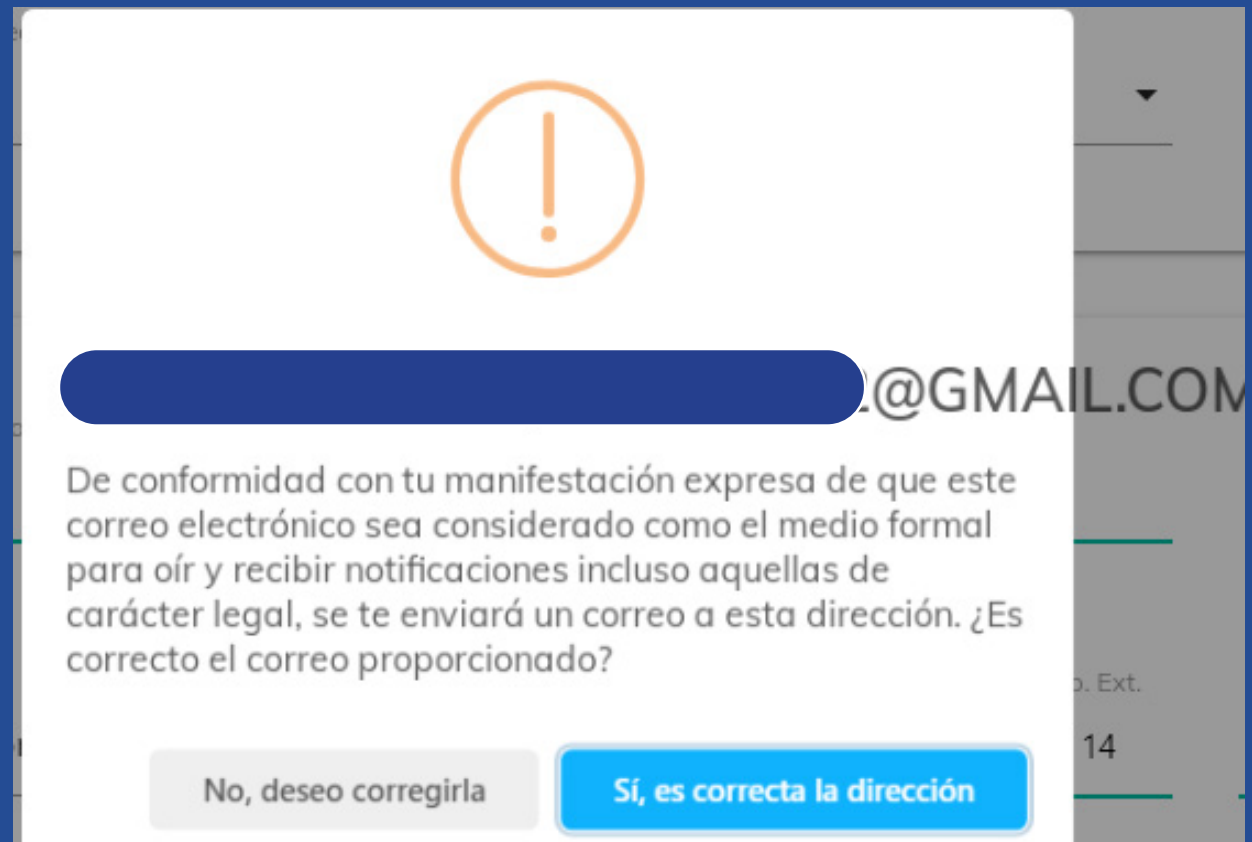 @GMAIL.COM
De conformidad con tu manifestación expresa de que este
correo electrónico sea considerado como el medio formal
para oír y recibir notificaciones incluso aquellas de
carácter legal, se te enviará un correo a esta dirección. ¿Es
correcto el correo proporcionado?
o. Ext.
14
No, deseo corregirla
Sí, es correcta la dirección